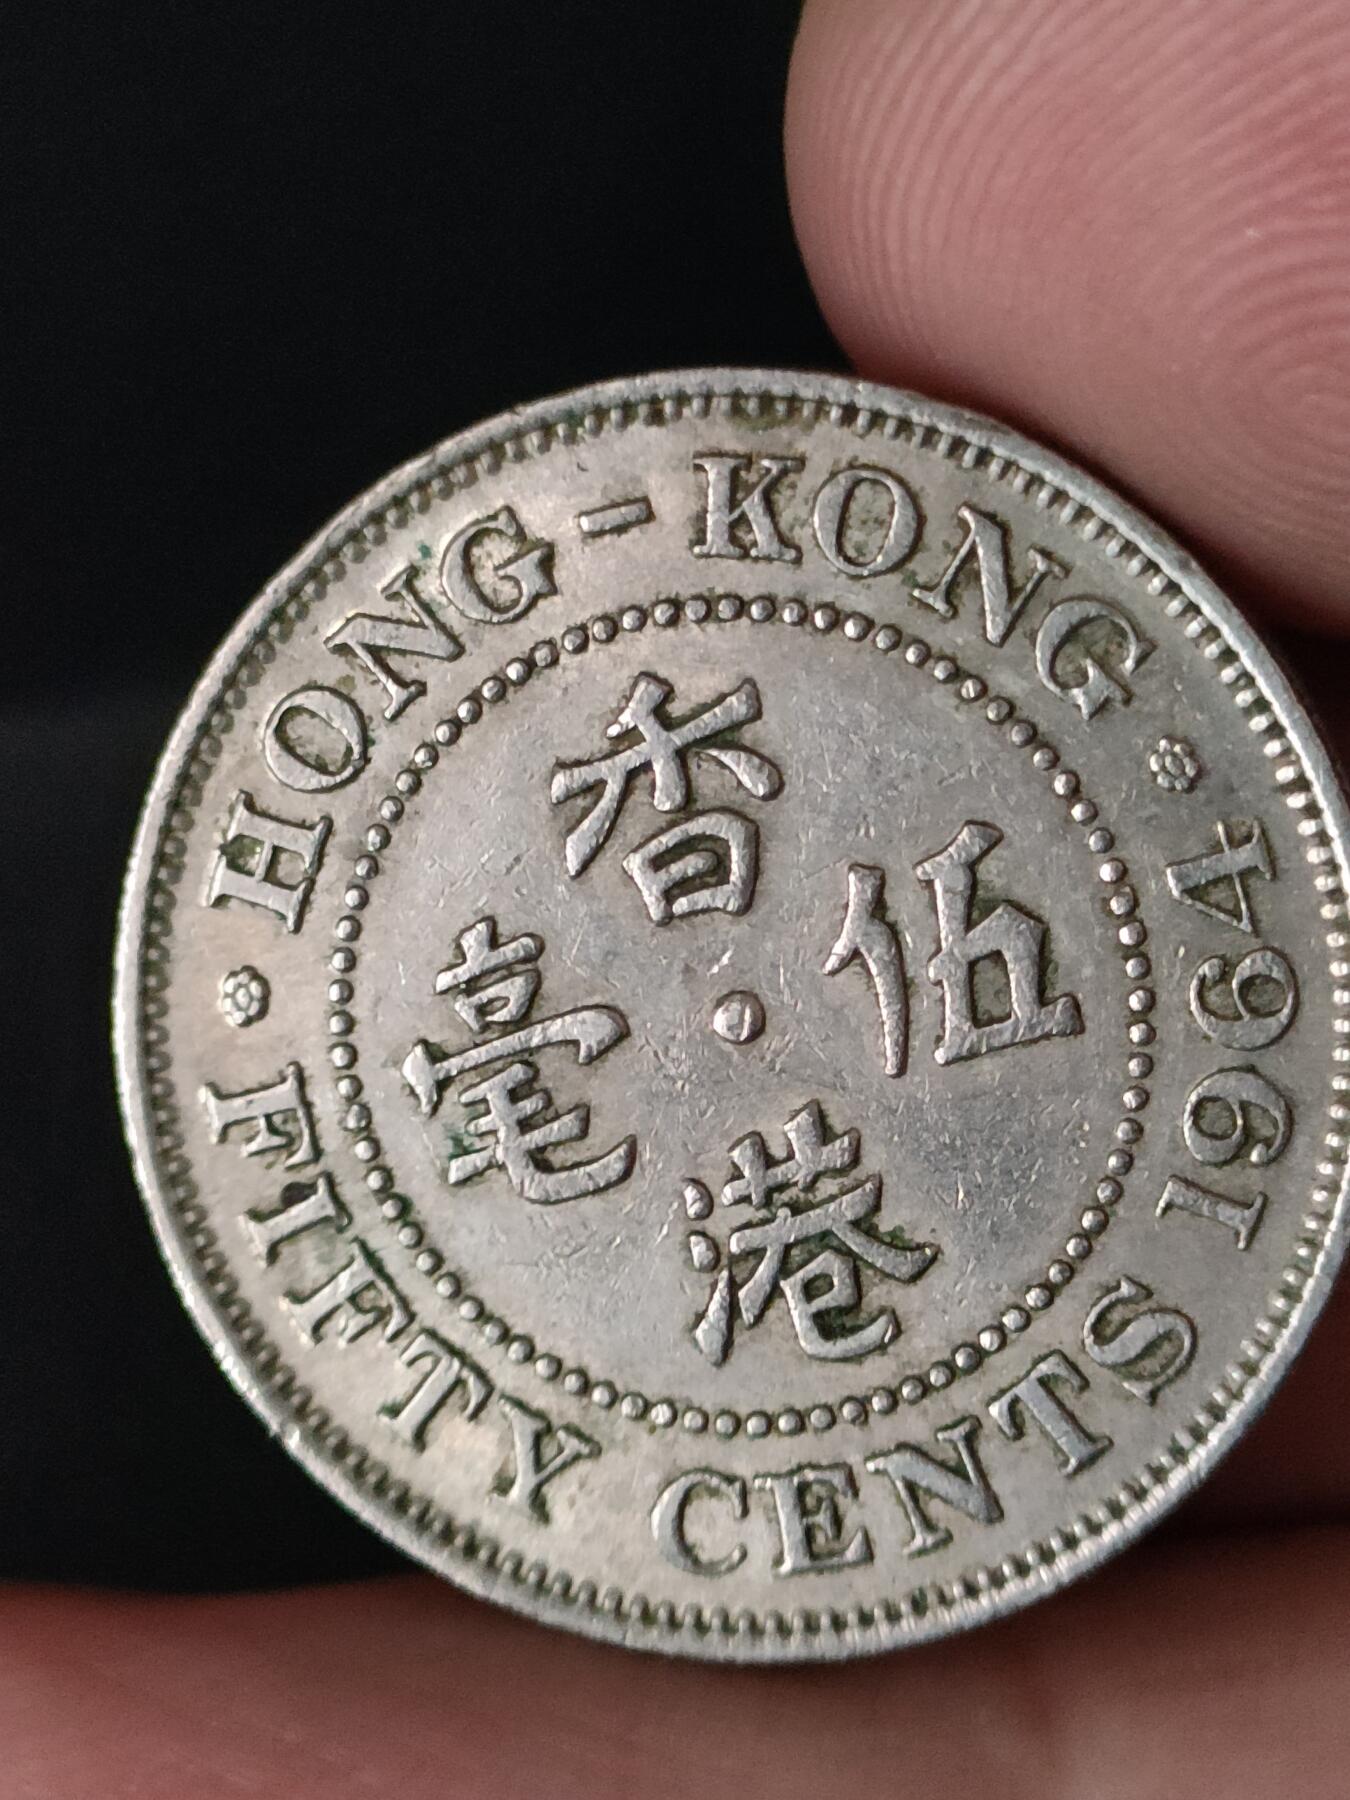 HONG-KONG
1964
FIFTY CENTS
香
港
伍
毫